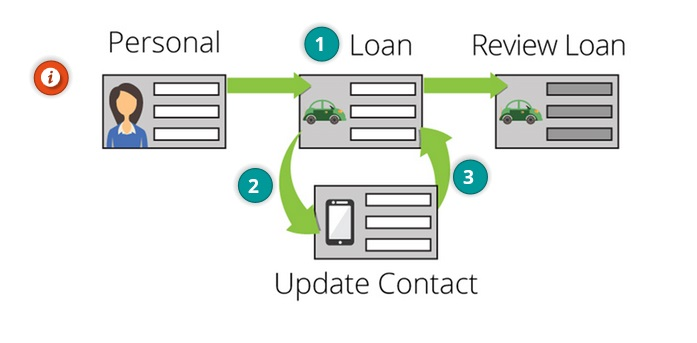 Personal
1
Loan
Review Loan
i
2
3
Update Contact